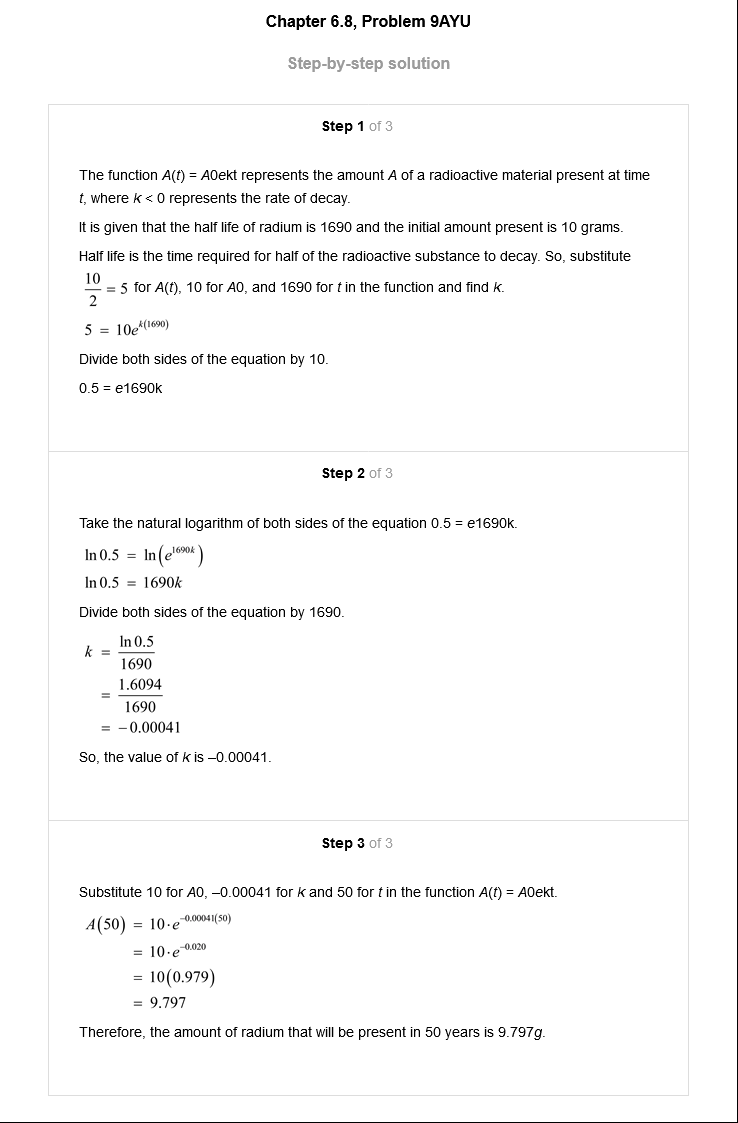 Chapter 6.8, Problem 9AYU
Step-by-step solution
Step 1 of 3
The function A(t) = A0ekt represents the amount A of a radioactive material present at time
t, where k < 0 represents the rate of decay.
It is given that the half life of radium is 1690 and the initial amount present is 10 grams.
Half life is the time required for half of the radioactive substance to decay. So, substitute
10/2 = 5 for A(t), 10 for A0, and 1690 for t in the function and find k.
5 = 10e^{k(1690)}
Divide both sides of the equation by 10.
0.5 = e1690k
Step 2 of 3
Take the natural logarithm of both sides of the equation 0.5 = e1690k.
ln 0.5 = ln(e^{1690k})
ln 0.5 = 1690k
Divide both sides of the equation by 1690.
k = ln 0.5/1690
= 1.6094/1690
= −0.00041
So, the value of k is –0.00041.
Step 3 of 3
Substitute 10 for A0, –0.00041 for k and 50 for t in the function A(t) = A0ekt.
A(50) = 10·e^{−0.00041(50)}
= 10·e^{−0.020}
= 10(0.979)
= 9.797
Therefore, the amount of radium that will be present in 50 years is 9.797g.